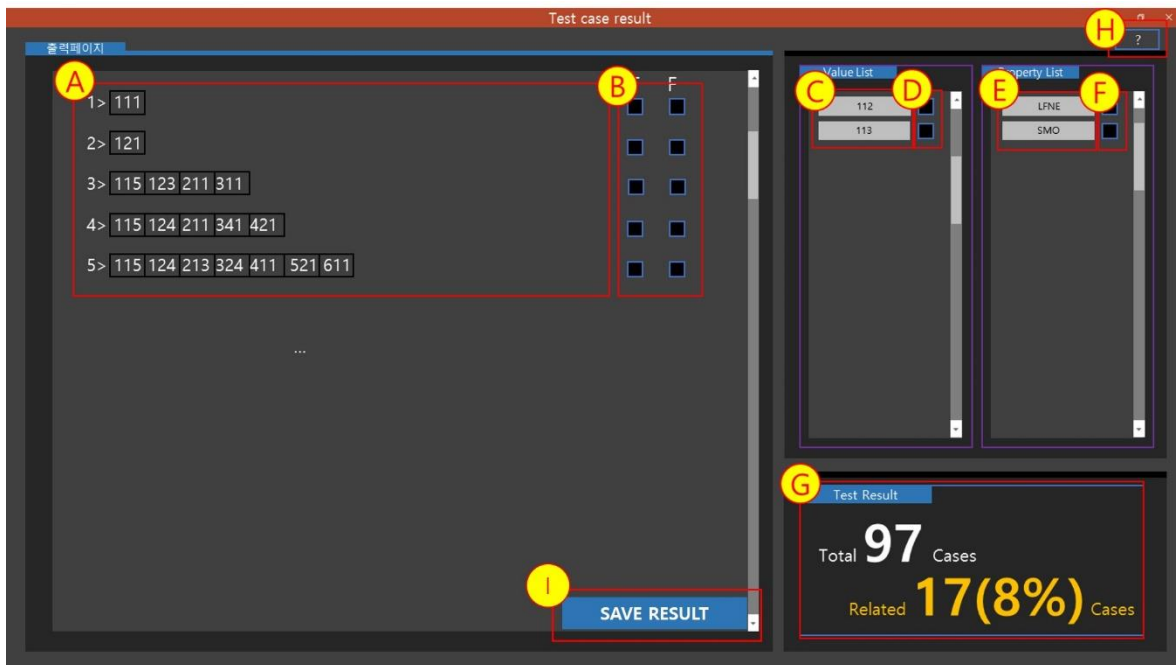 Test case result
H
?
출력페이지
A
B
F
1> 111
2> 121
3> 115 123 211 311
4> 115 124 211 341 421
5> 115 124 213 324 411 521 611
...
I
SAVE RESULT
Value List
C
D
112
113
Property List
E
F
LFNE
SMO
G
Test Result
Total 97 Cases
Related 17(8%) Cases